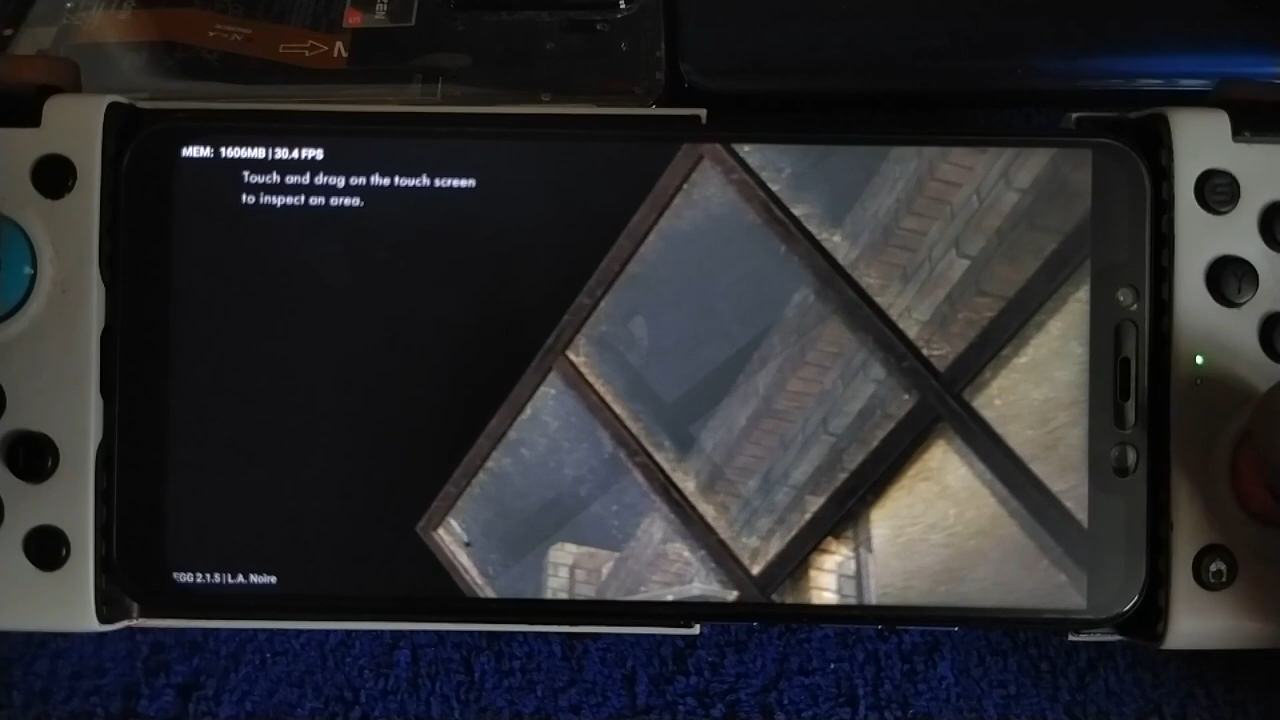 MEM: 1606MB | 30.4 FPS
Touch and drag on the touch screen
to inspect an area.
EGG 2.1.5 | L.A. Noire
S
Y